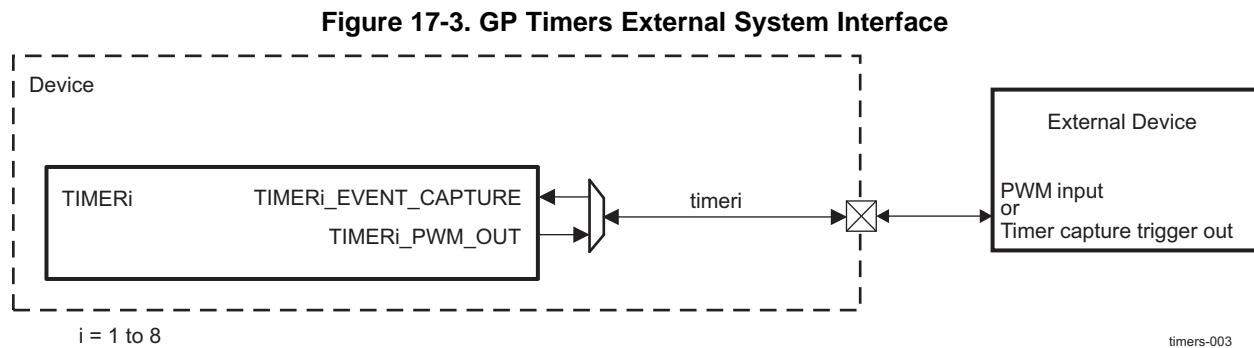 Figure 17-3. GP Timers External System Interface
Device
External Device
TIMERi
TIMERi_EVENT_CAPTURE
TIMERi_PWM_OUT
timeri
PWM input
or
Timer capture trigger out
i = 1 to 8
timers-003